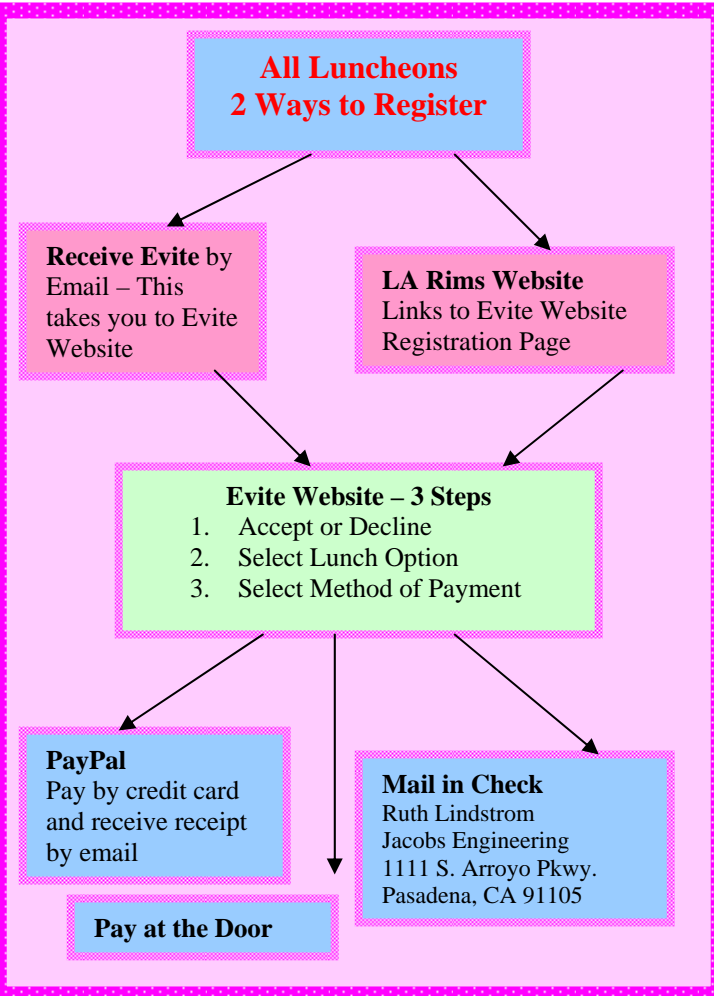 All Luncheons
2 Ways to Register
Receive Evite by
Email – This
takes you to Evite
Website
LA Rims Website
Links to Evite Website
Registration Page
Evite Website – 3 Steps
1. Accept or Decline
2. Select Lunch Option
3. Select Method of Payment
PayPal
Pay by credit card
and receive receipt
by email
Mail in Check
Ruth Lindstrom
Jacobs Engineering
1111 S. Arroyo Pkwy.
Pasadena, CA 91105
Pay at the Door